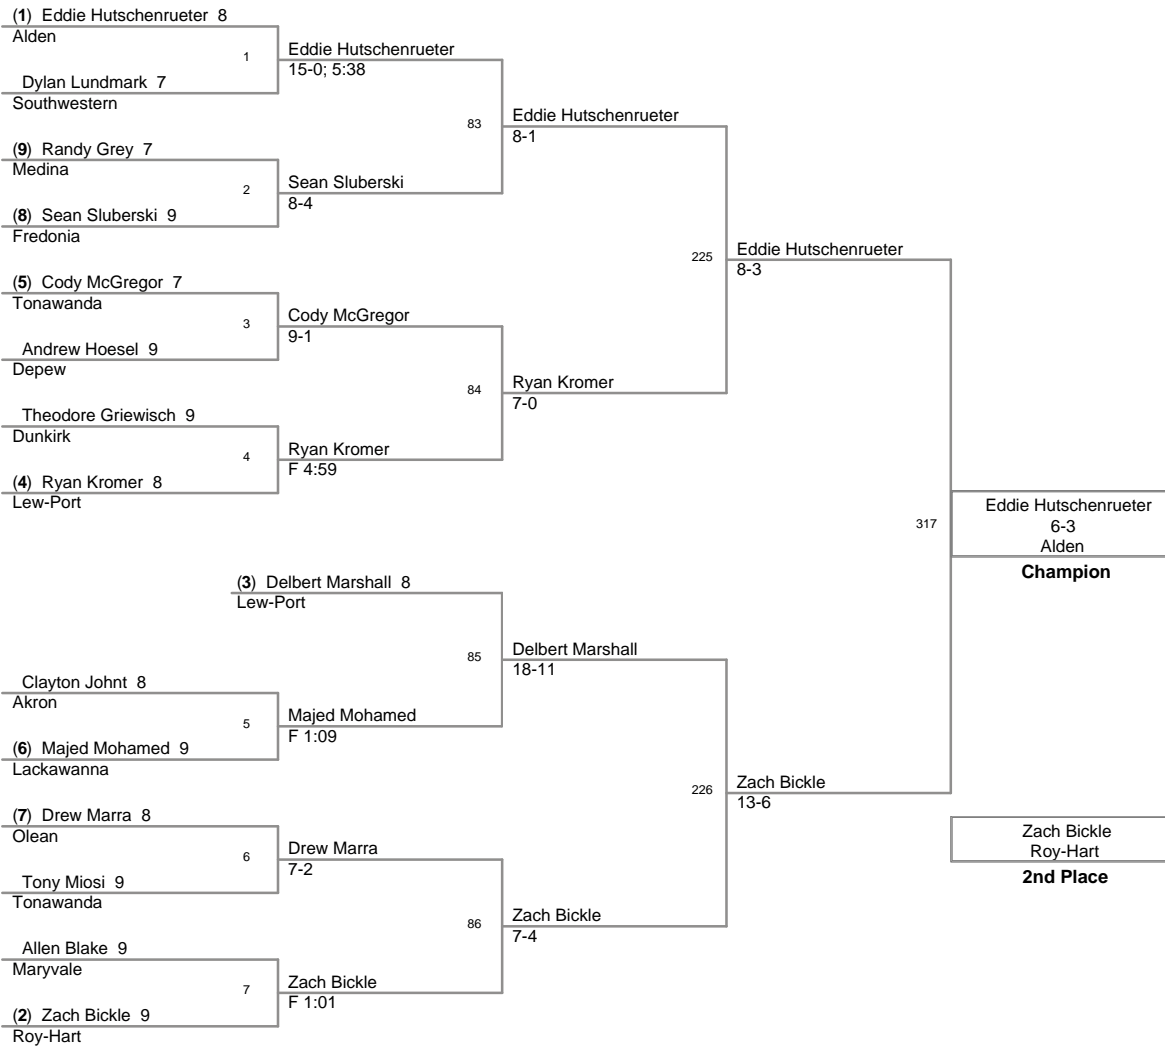 (1) Eddie Hutschenrueter 8
Alden
1
Eddie Hutschenrueter
15-0; 5:38
Dylan Lundmark 7
Southwestern
83
Eddie Hutschenrueter
8-1
(9) Randy Grey 7
Medina
2
Sean Sluberski
8-4
(8) Sean Sluberski 9
Fredonia
225
Eddie Hutschenrueter
8-3
(5) Cody McGregor 7
Tonawanda
3
Cody McGregor
9-1
Andrew Hoesel 9
Depew
84
Ryan Kromer
7-0
Theodore Griewisch 9
Dunkirk
4
Ryan Kromer
F 4:59
(4) Ryan Kromer 8
Lew-Port
317
Eddie Hutschenrueter
6-3
Alden
Champion
(3) Delbert Marshall 8
Lew-Port
85
Delbert Marshall
18-11
Clayton Johnt 8
Akron
5
Majed Mohamed
F 1:09
(6) Majed Mohamed 9
Lackawanna
226
Zach Bickle
13-6
(7) Drew Marra 8
Olean
6
Drew Marra
7-2
Tony Miosi 9
Tonawanda
86
Zach Bickle
7-4
Allen Blake 9
Maryvale
7
Zach Bickle
F 1:01
(2) Zach Bickle 9
Roy-Hart
Zach Bickle
Roy-Hart
2nd Place